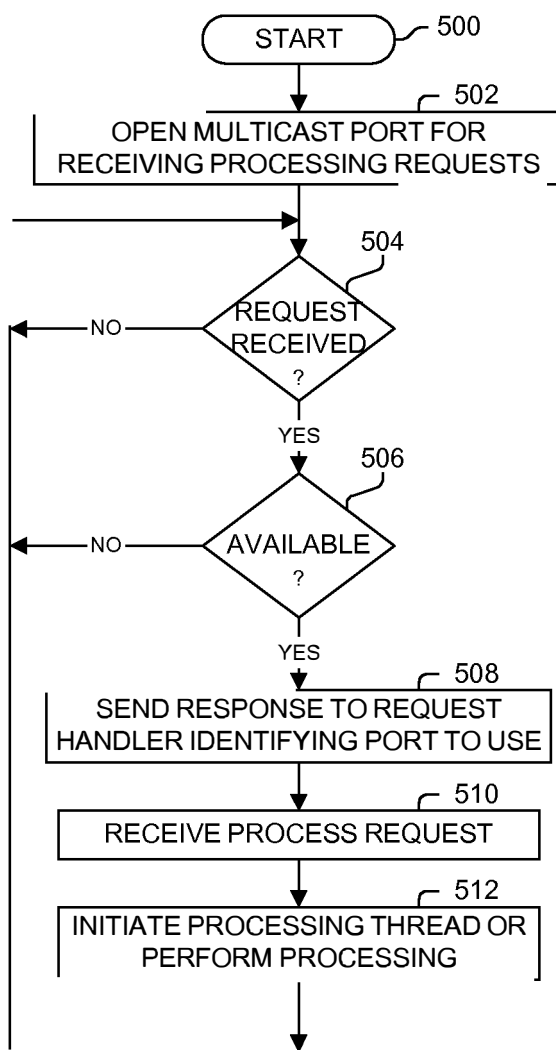 START
500
502
OPEN MULTICAST PORT FOR
RECEIVING PROCESSING REQUESTS
504
REQUEST
RECEIVED
?
NO
YES
506
AVAILABLE
?
NO
YES
508
SEND RESPONSE TO REQUEST
HANDLER IDENTIFYING PORT TO USE
510
RECEIVE PROCESS REQUEST
512
INITIATE PROCESSING THREAD OR
PERFORM PROCESSING